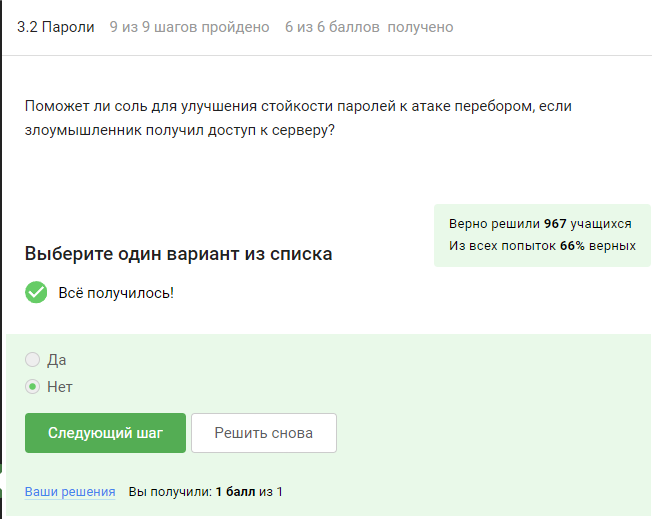 3.2 Пароли 9 из 9 шагов пройдено 6 из 6 баллов получено
Поможет ли соль для улучшения стойкости паролей к атаке перебором, если
злоумышленник получил доступ к серверу?
Верно решили 967 учащихся
Из всех попыток 66% верных
Выберите один вариант из списка
Всё получилось!
Да
Нет
Следующий шаг Решить снова
Ваши решения Вы получили: 1 балл из 1